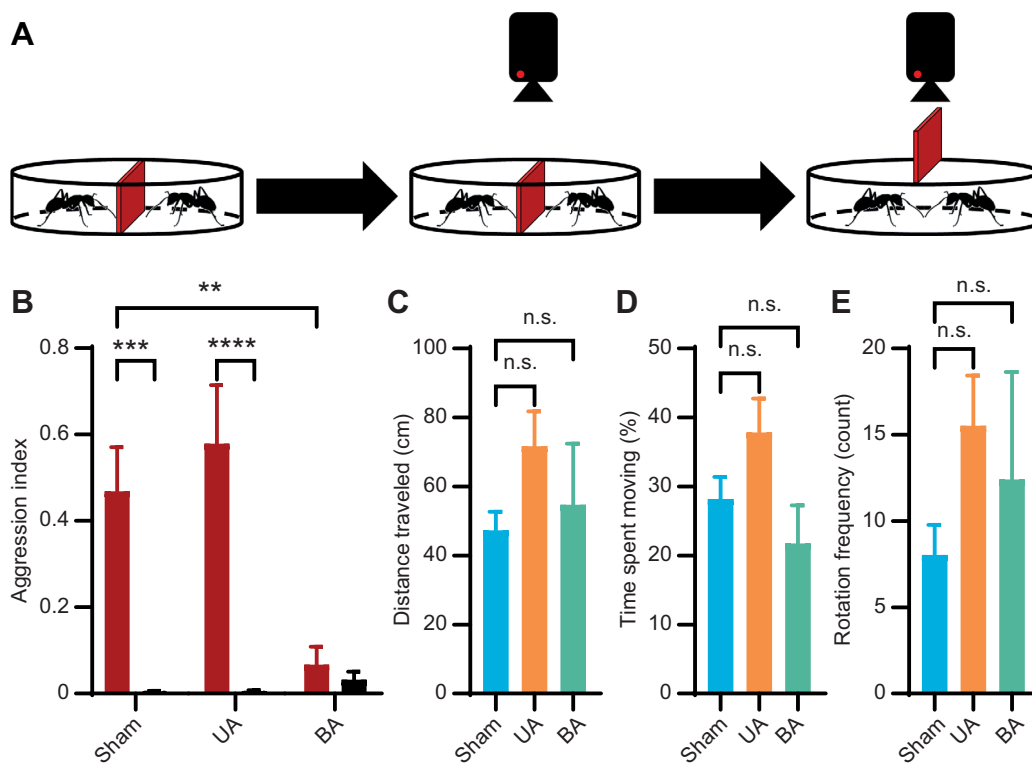 A
B
**
***
****
0.8
0.6
0.4
0.2
0
Aggression index
Sham
UA
BA
C
n.s.
n.s.
100
80
60
40
20
0
Distance traveled (cm)
Sham
UA
BA
D
n.s.
n.s.
50
40
30
20
10
0
Time spent moving (%)
Sham
UA
BA
E
n.s.
n.s.
20
15
10
5
0
Rotation frequency (count)
Sham
UA
BA